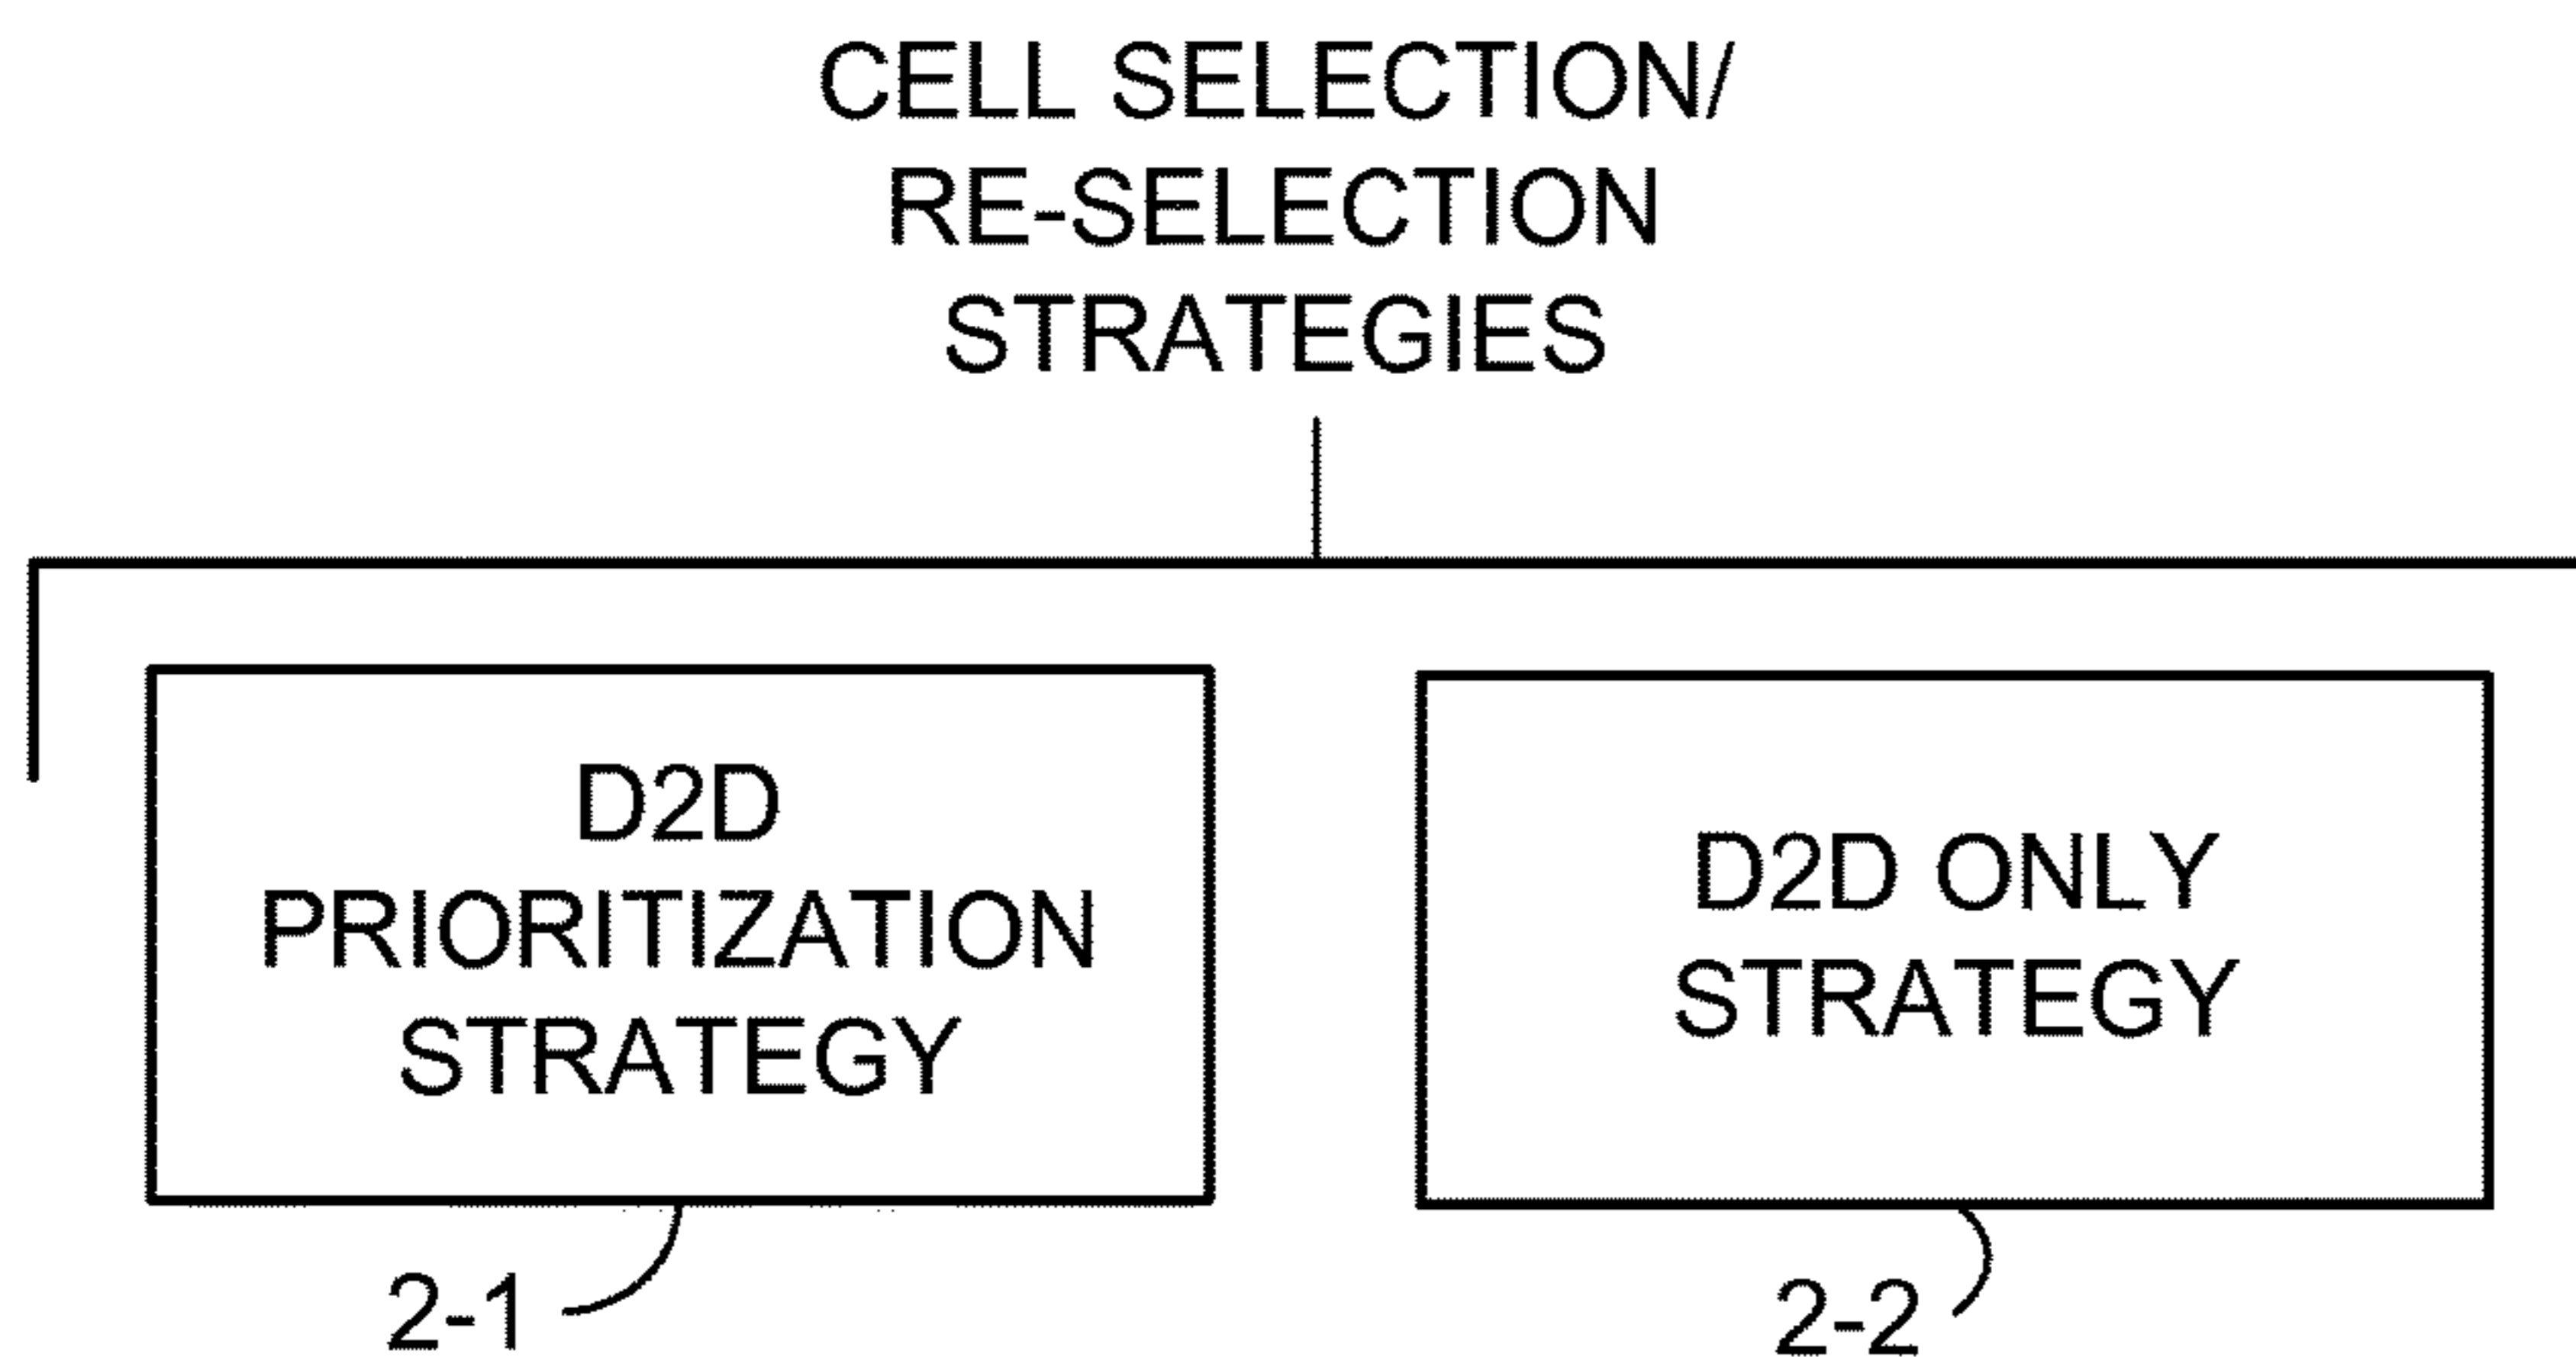 CELL SELECTION/
RE-SELECTION
STRATEGIES
D2D
PRIORITIZATION
STRATEGY
2-1
D2D ONLY
STRATEGY
2-2